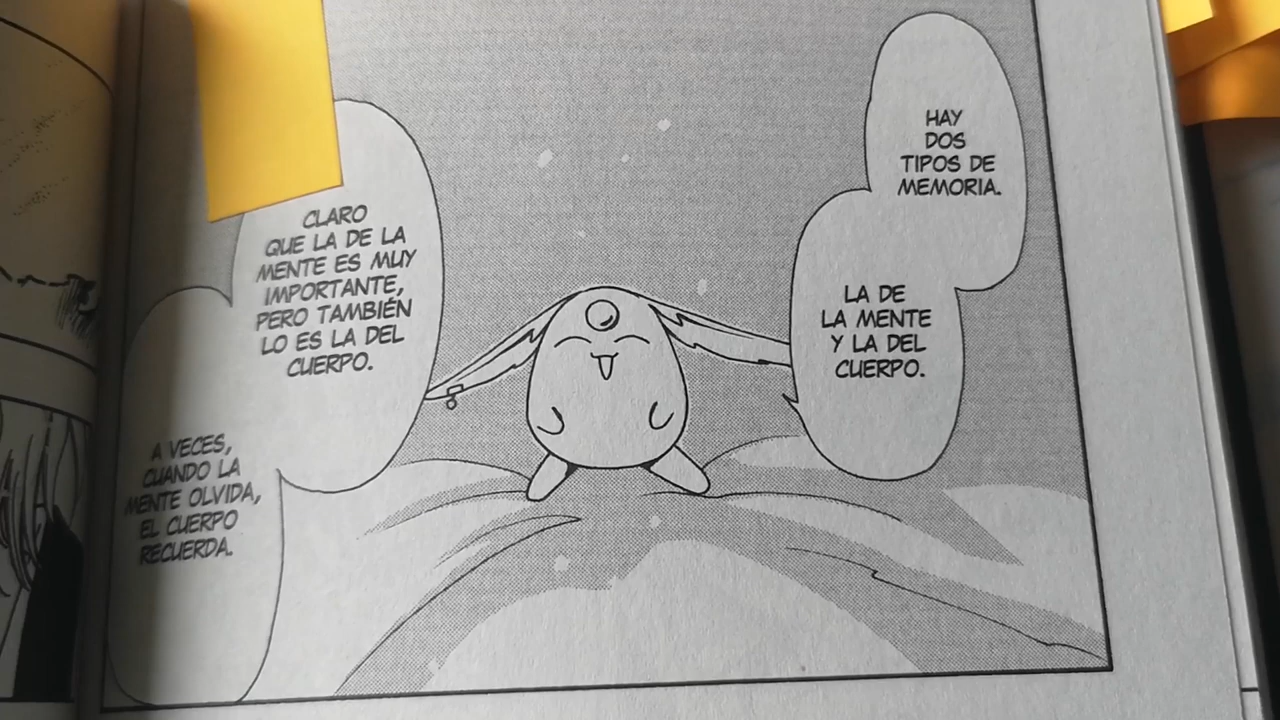 HAY
DOS
TIPOS DE
MEMORIA.
LA DE
LA MENTE
Y LA DEL
CUERPO.
CLARO
QUE LA DE LA
MENTE ES MUY
IMPORTANTE,
PERO TAMBIÉN
LO ES LA DEL
CUERPO.
A VECES,
CUANDO LA
MENTE OLVIDA,
EL CUERPO
RECUERDA.